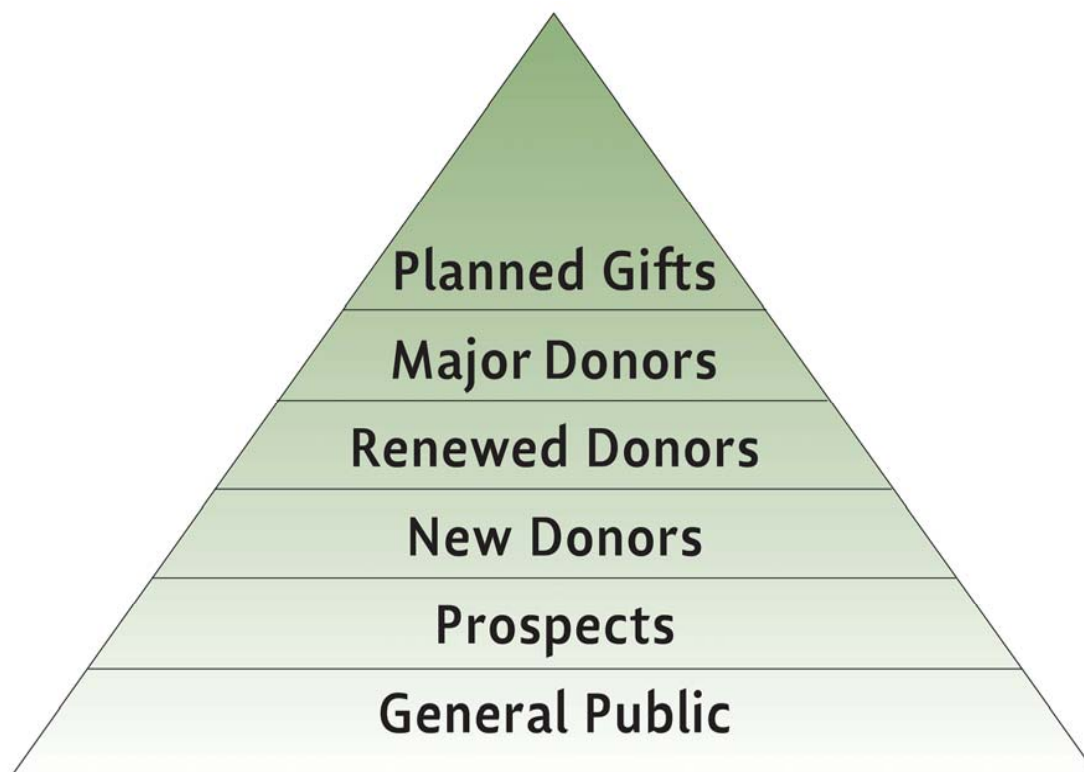 Planned Gifts
Major Donors
Renewed Donors
New Donors
Prospects
General Public